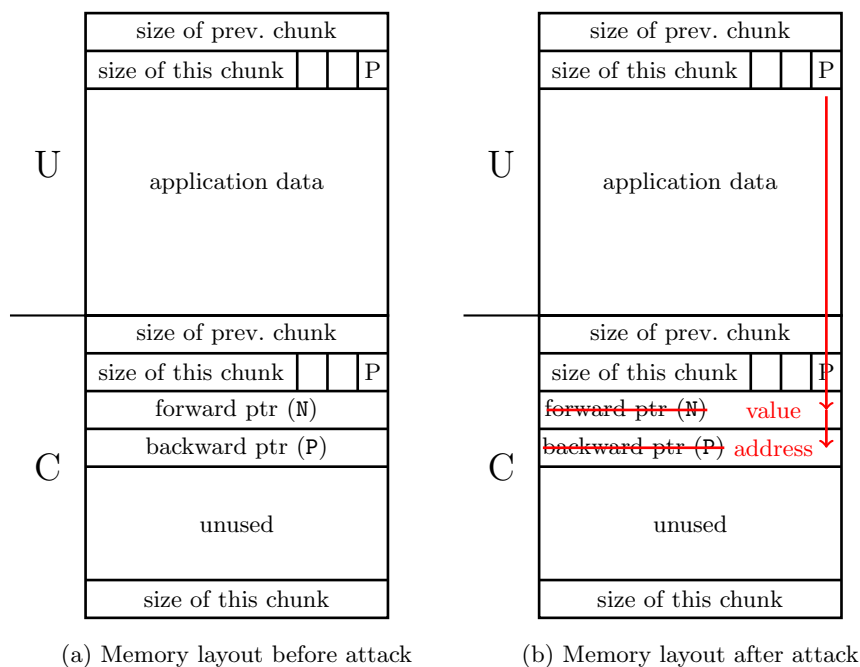 size of prev. chunk
size of this chunk P
U
application data
size of prev. chunk
size of this chunk P
forward ptr (N)
backward ptr (P)
C
unused
size of this chunk
(a) Memory layout before attack
size of prev. chunk
size of this chunk P
U
application data
size of prev. chunk
size of this chunk P
forward ptr (N) value
backward ptr (P) address
C
unused
size of this chunk
(b) Memory layout after attack